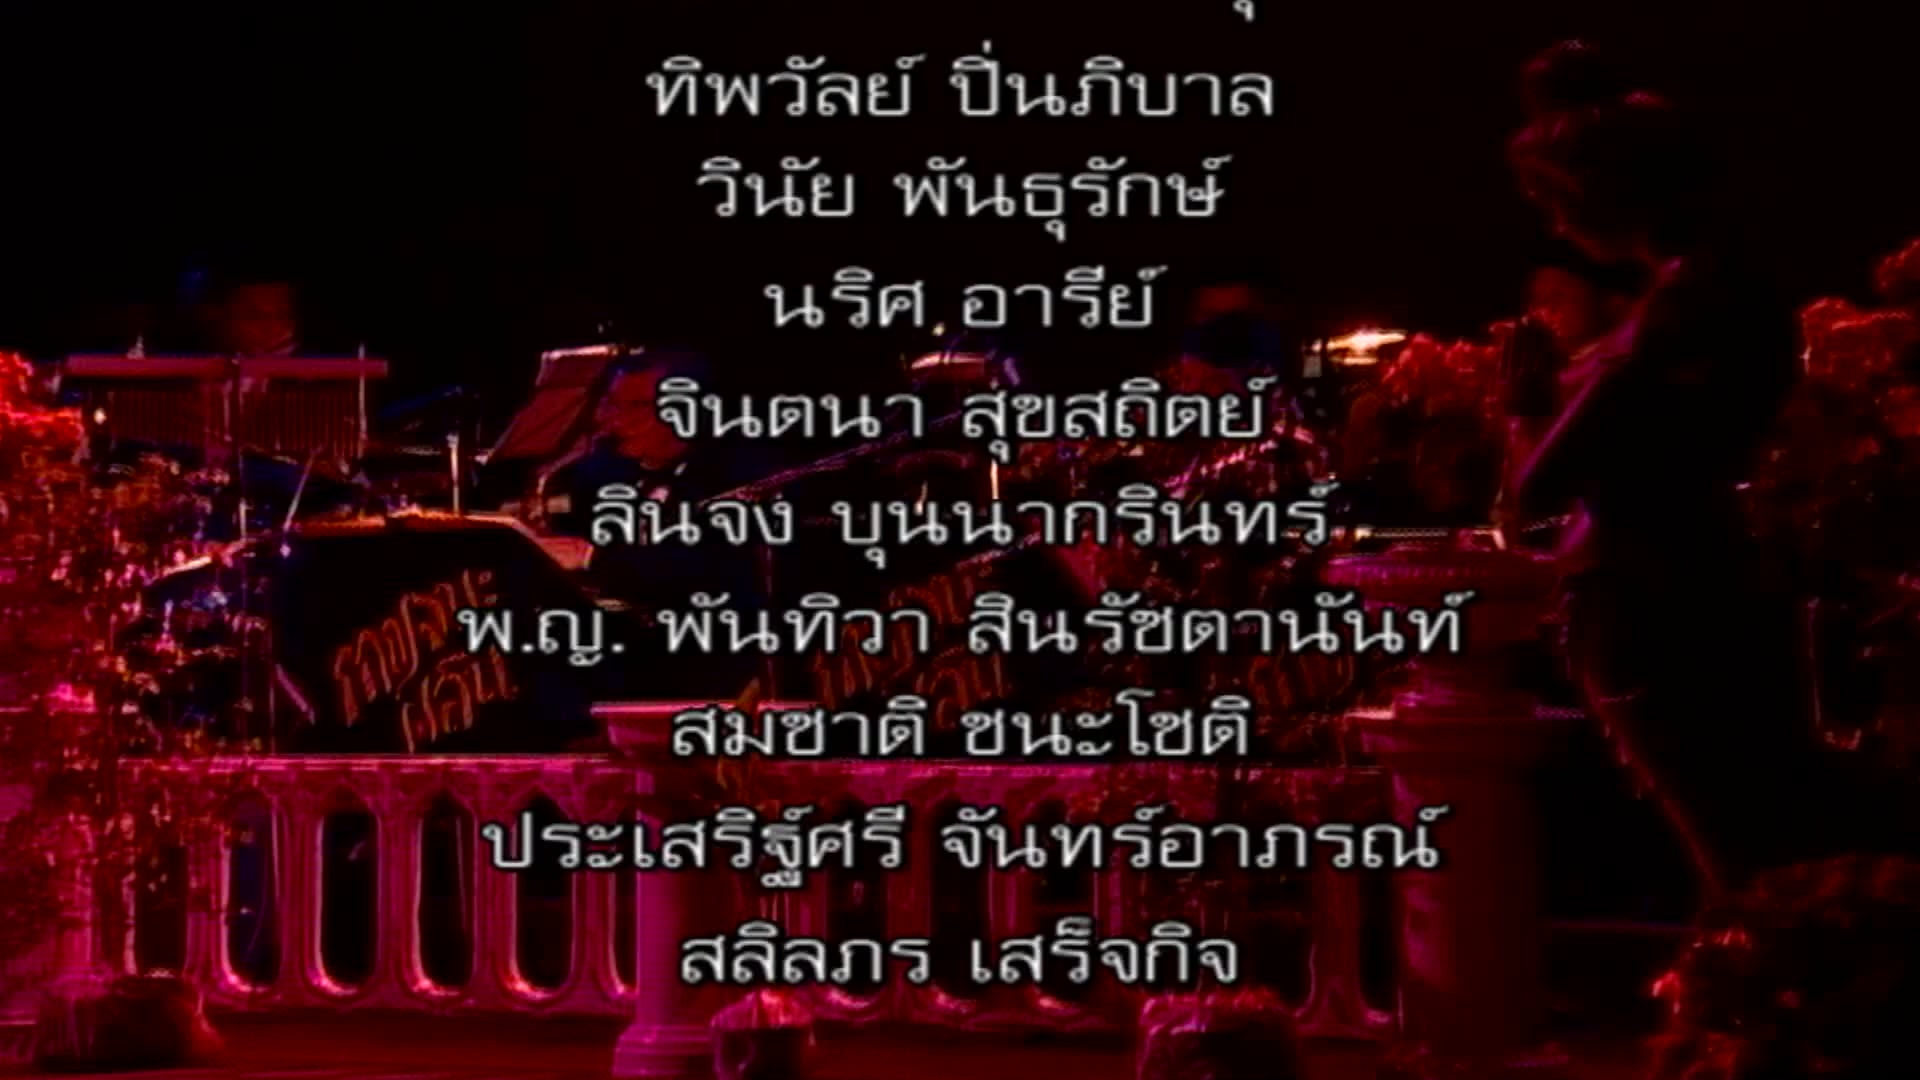 ทิพวัลย์ ปิ่นภิบาล
วินัย พันธุรักษ์
นริศ อารีย์
จินตนา สุขสถิตย์
ลินจง บุนนากรินทร์
พ.ญ. พันทิวา สินรัชตานันท์
สมชาติ ชนะโชติ
ประเสริฐ์ศรี จันทร์อาภรณ์
สลิลภร เสร็จกิจ